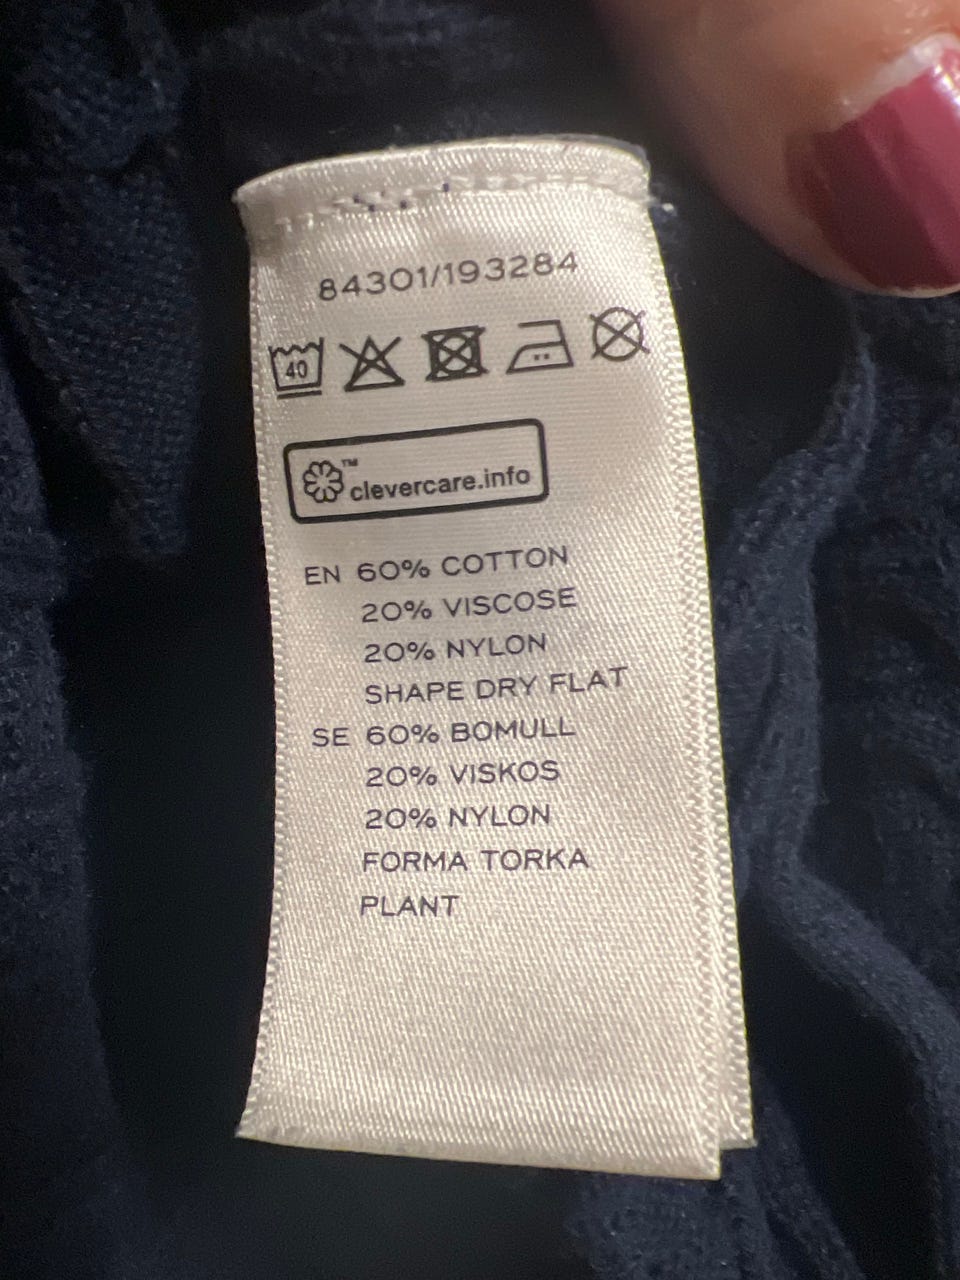 84301/193284
40
™
clevercare.info
EN 60% COTTON
20% VISCOSE
20% NYLON
SHAPE DRY FLAT
SE 60% BOMULL
20% VISKOS
20% NYLON
FORMA TORKA
PLANT